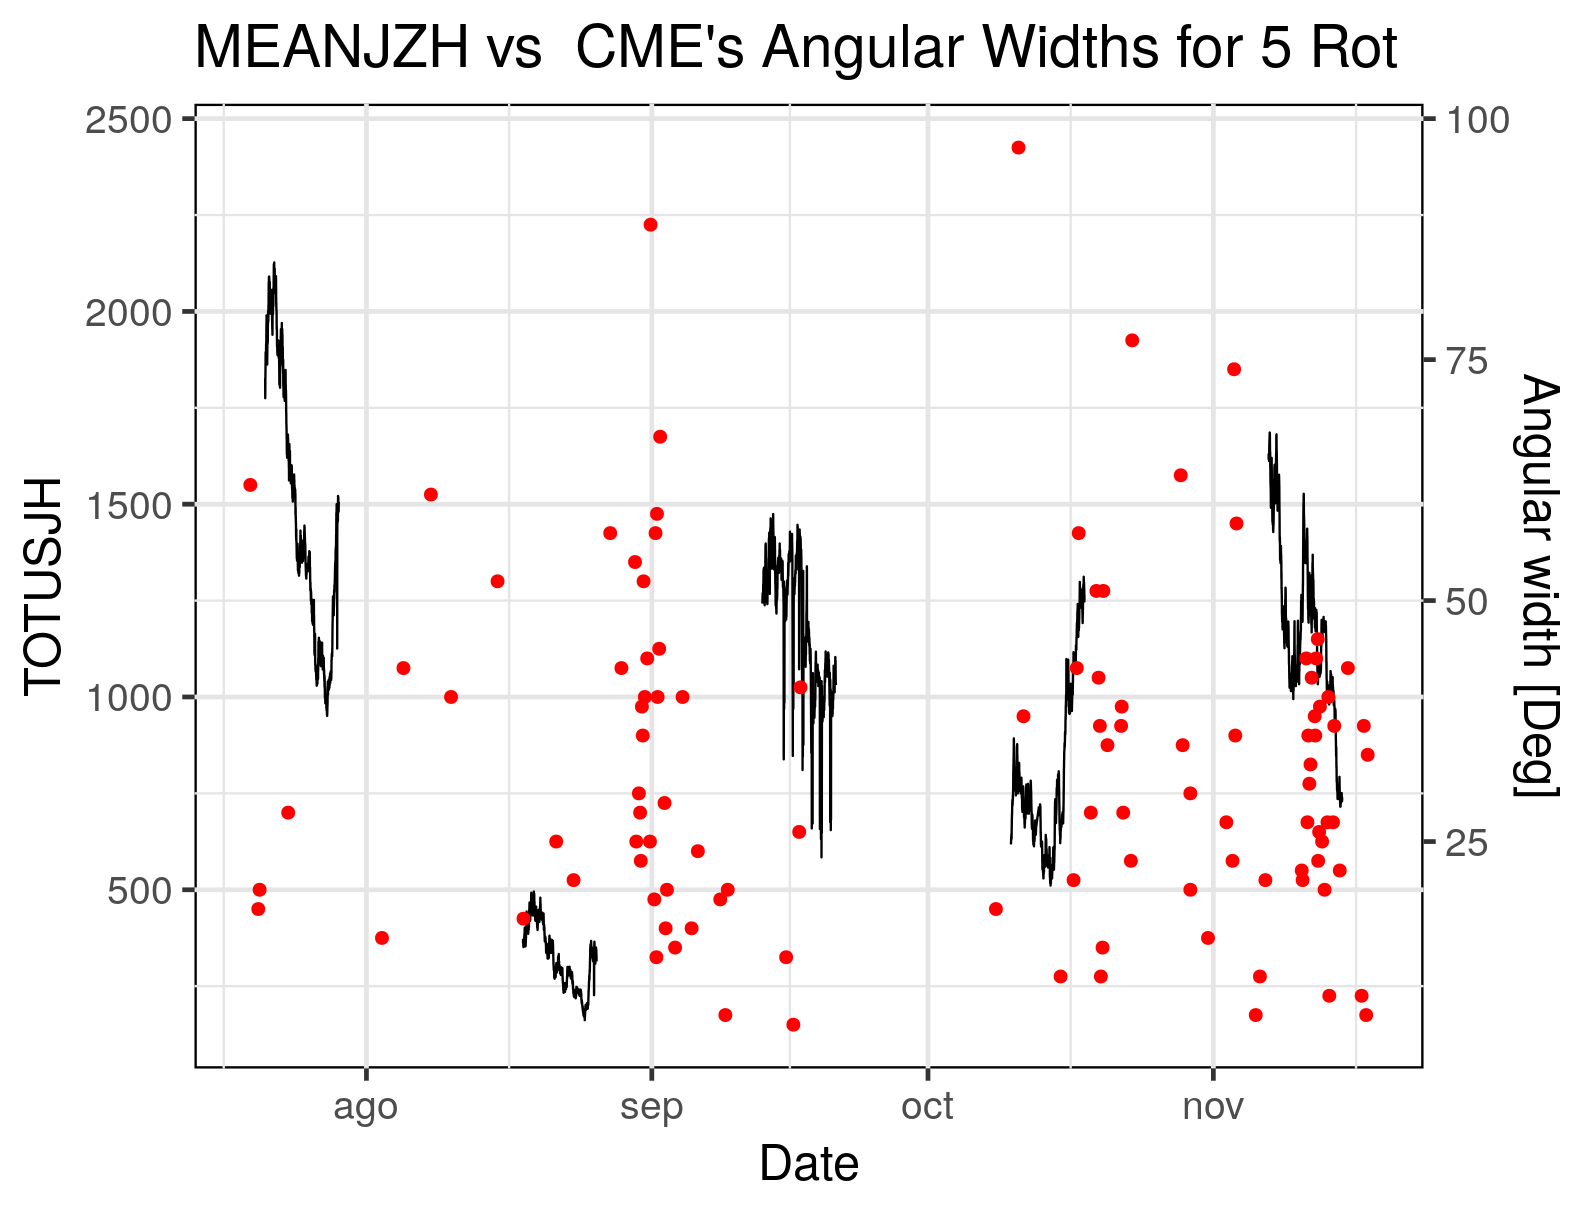 MEANJZH vs  CME's Angular Widths for 5 Rot
TOTUSJH
2500
2000
1500
1000
500
100
75
50
25
Angular width [Deg]
ago
sep
oct
nov
Date